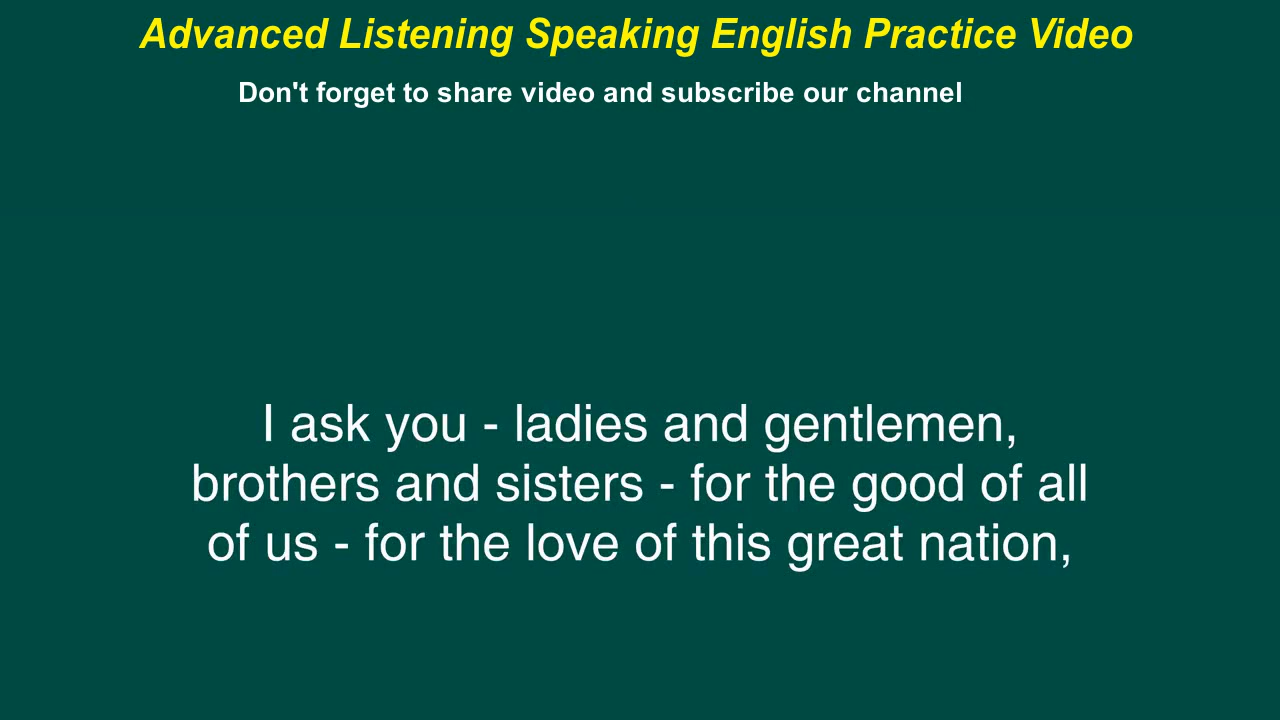 Advanced Listening Speaking English Practice Video
Don't forget to share video and subscribe our channel
I ask you - ladies and gentlemen,
brothers and sisters - for the good of all
of us - for the love of this great nation,